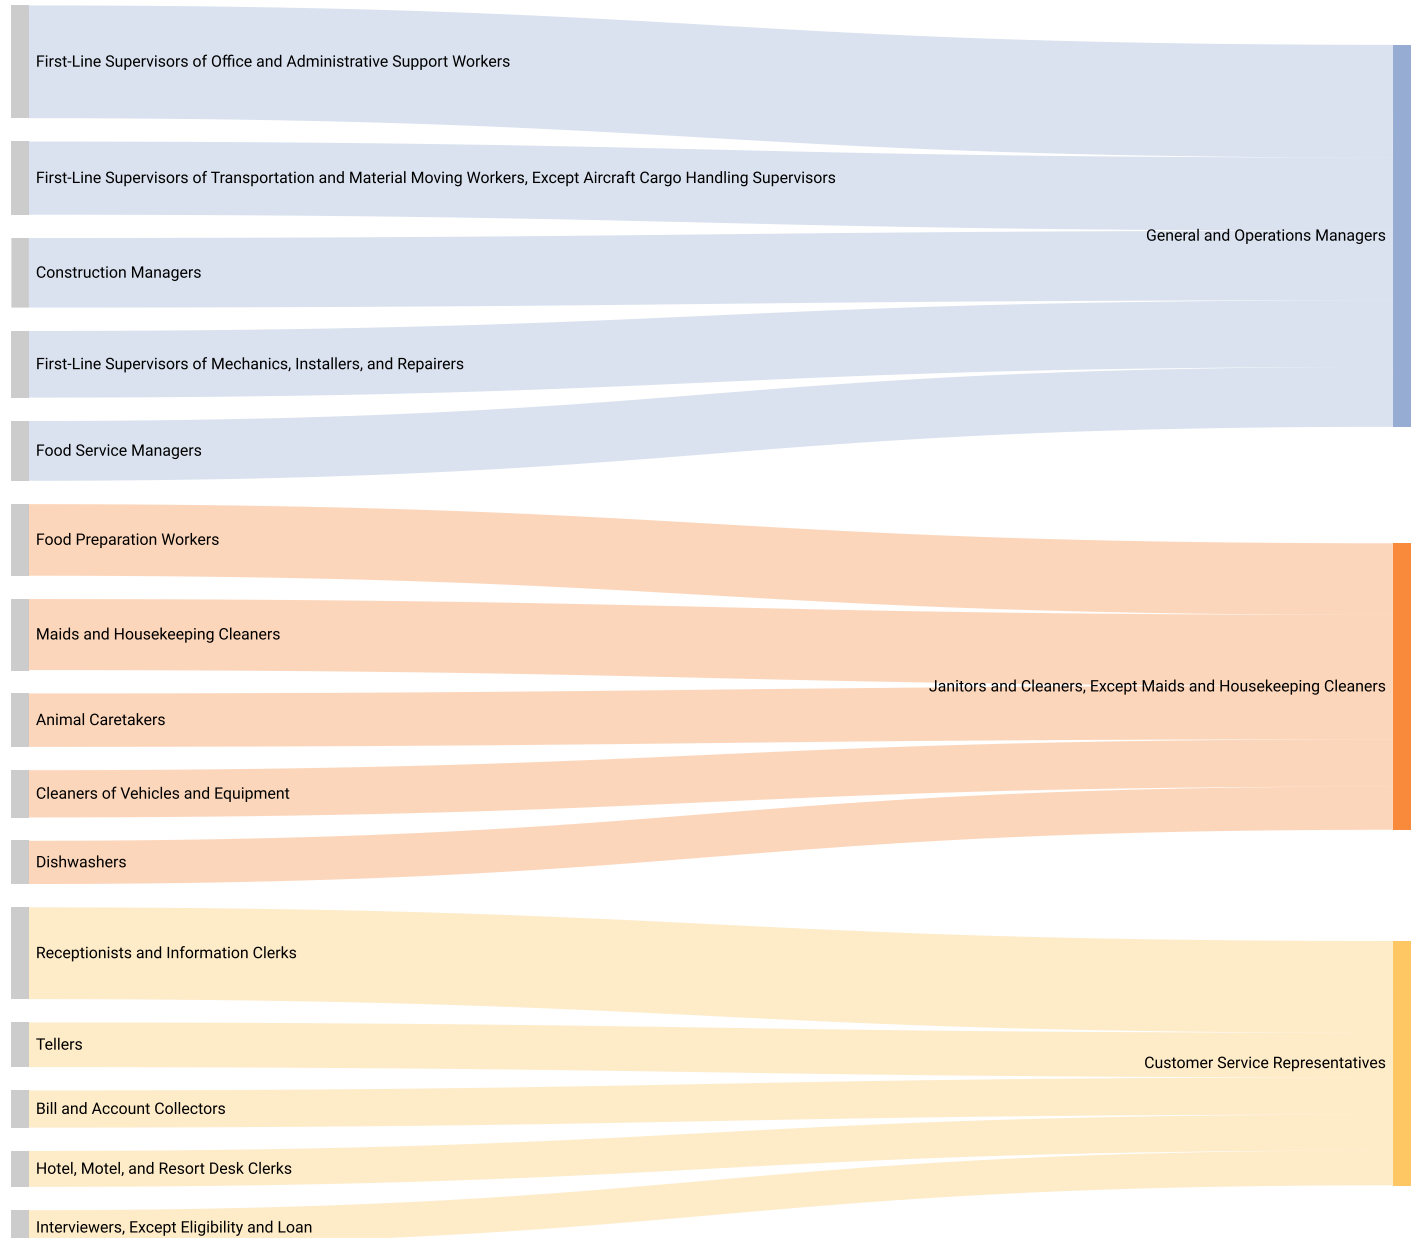 First-Line Supervisors of Office and Administrative Support Workers
First-Line Supervisors of Transportation and Material Moving Workers, Except Aircraft Cargo Handling Supervisors
General and Operations Managers
Construction Managers
First-Line Supervisors of Mechanics, Installers, and Repairers
Food Service Managers
Food Preparation Workers
Maids and Housekeeping Cleaners
Janitors and Cleaners, Except Maids and Housekeeping Cleaners
Animal Caretakers
Cleaners of Vehicles and Equipment
Dishwashers
Receptionists and Information Clerks
Tellers
Customer Service Representatives
Bill and Account Collectors
Hotel, Motel, and Resort Desk Clerks
Interviewers, Except Eligibility and Loan